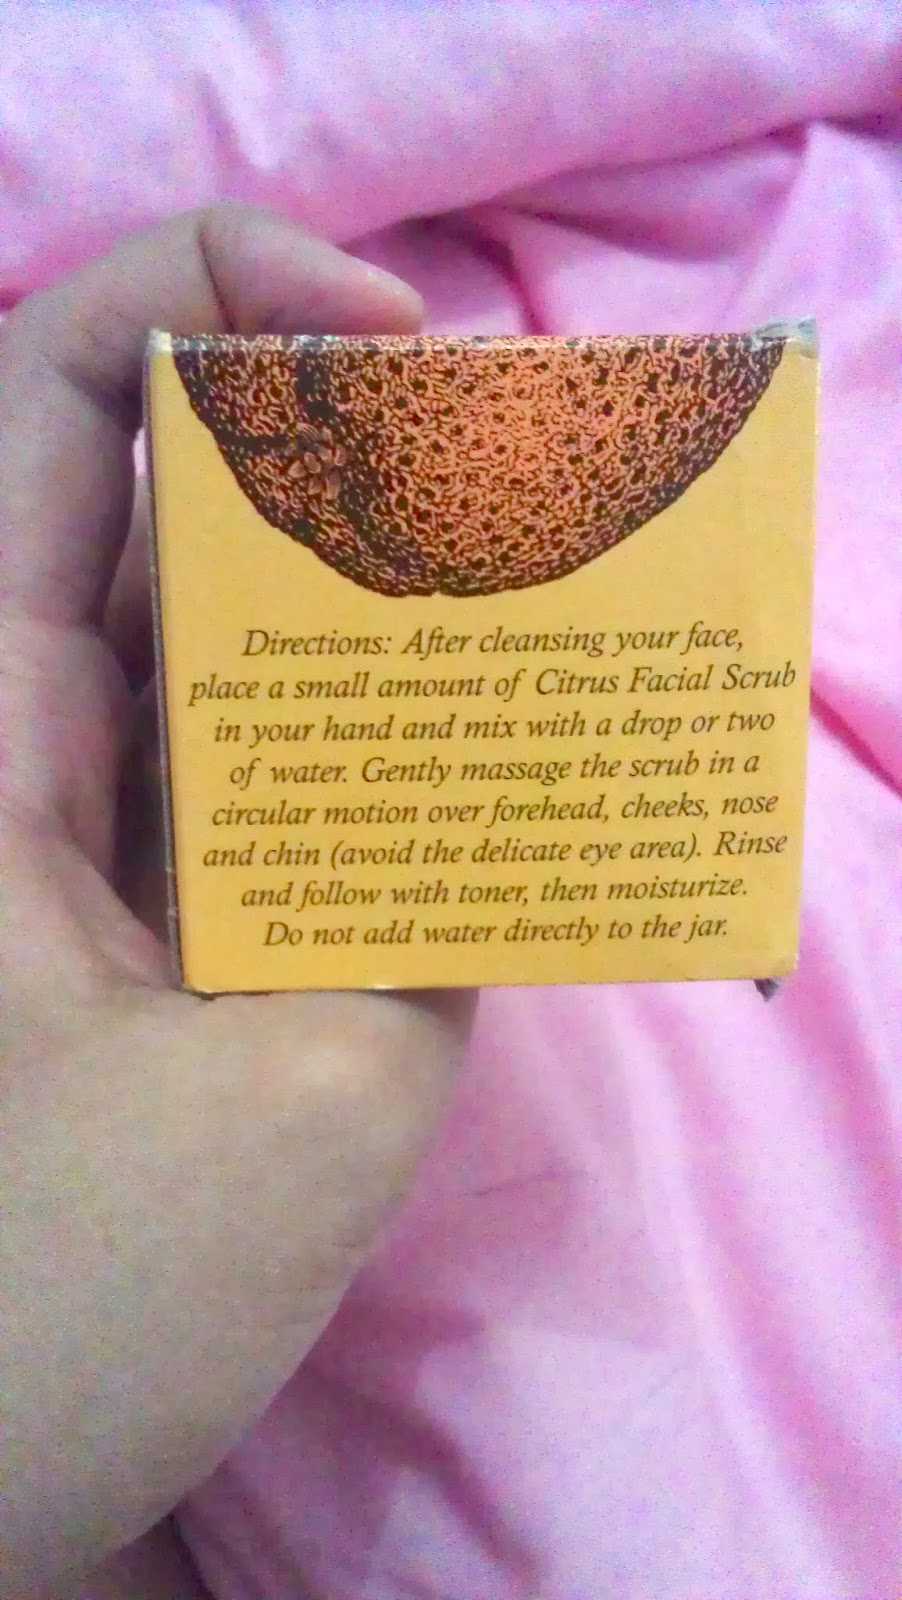 Directions: After cleansing your face,
place a small amount of Citrus Facial Scrub
in your hand and mix with a drop or two
of water. Gently massage the scrub in a
circular motion over forehead, cheeks, nose
and chin (avoid the delicate eye area). Rinse
and follow with toner, then moisturize.
Do not add water directly to the jar.